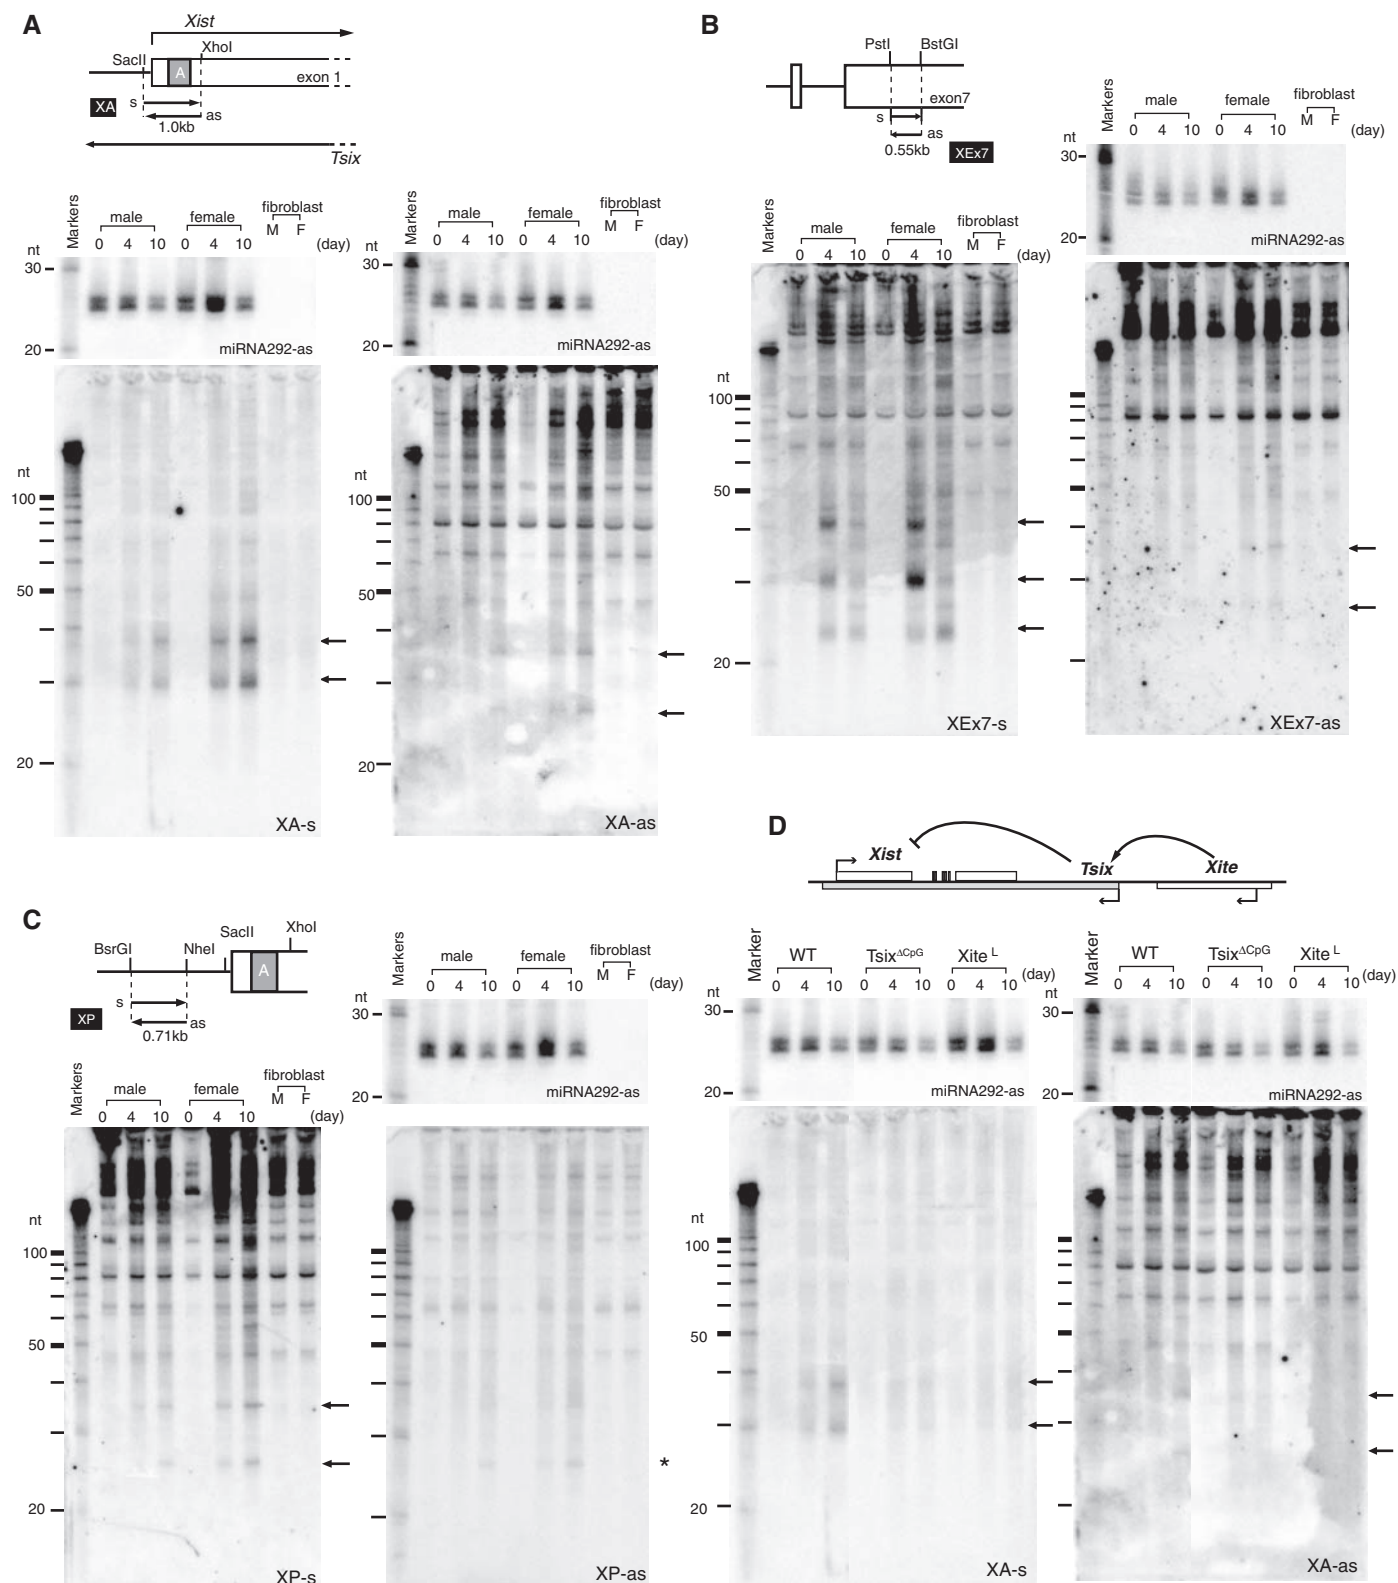 A
Xist
SacII
XhoI
A
exon 1
XA
s
as
1.0kb
Tsix
Markers
male
female
fibroblast
0 4 10 0 4 10 M F (day)
nt
30
20
miRNA292-as
nt
100
50
20
XA-s
Markers
male
female
fibroblast
0 4 10 0 4 10 M F (day)
nt
30
20
miRNA292-as
nt
100
50
20
XA-as
B
PstI
BstGI
exon7
s
as
0.55kb
XEx7
Markers
male
female
fibroblast
0 4 10 0 4 10 M F (day)
nt
100
50
20
XEx7-s
Markers
male
female
fibroblast
M F
0 4 10 0 4 10 (day)
nt
30
20
miRNA292-as
XEx7-as
C
BsrGI
NheI
SacII
XhoI
A
s
as
XP
0.71kb
Markers
male
female
fibroblast
M F
0 4 10 0 4 10 (day)
nt
100
50
20
XP-s
Markers
male
female
fibroblast
M F
0 4 10 0 4 10 (day)
nt
30
20
miRNA292-as
*
XP-as
D
Xist
Tsix
Xite
Marker
WT
TsixΔCpG
Xite L
0 4 10 0 4 10 0 4 10 (day)
nt
30
20
miRNA292-as
nt
100
50
20
XA-s
Marker
WT
TsixΔCpG
Xite L
(day)
0 4 10 0 4 10 0 4 10
nt
30
20
miRNA292-as
XA-as